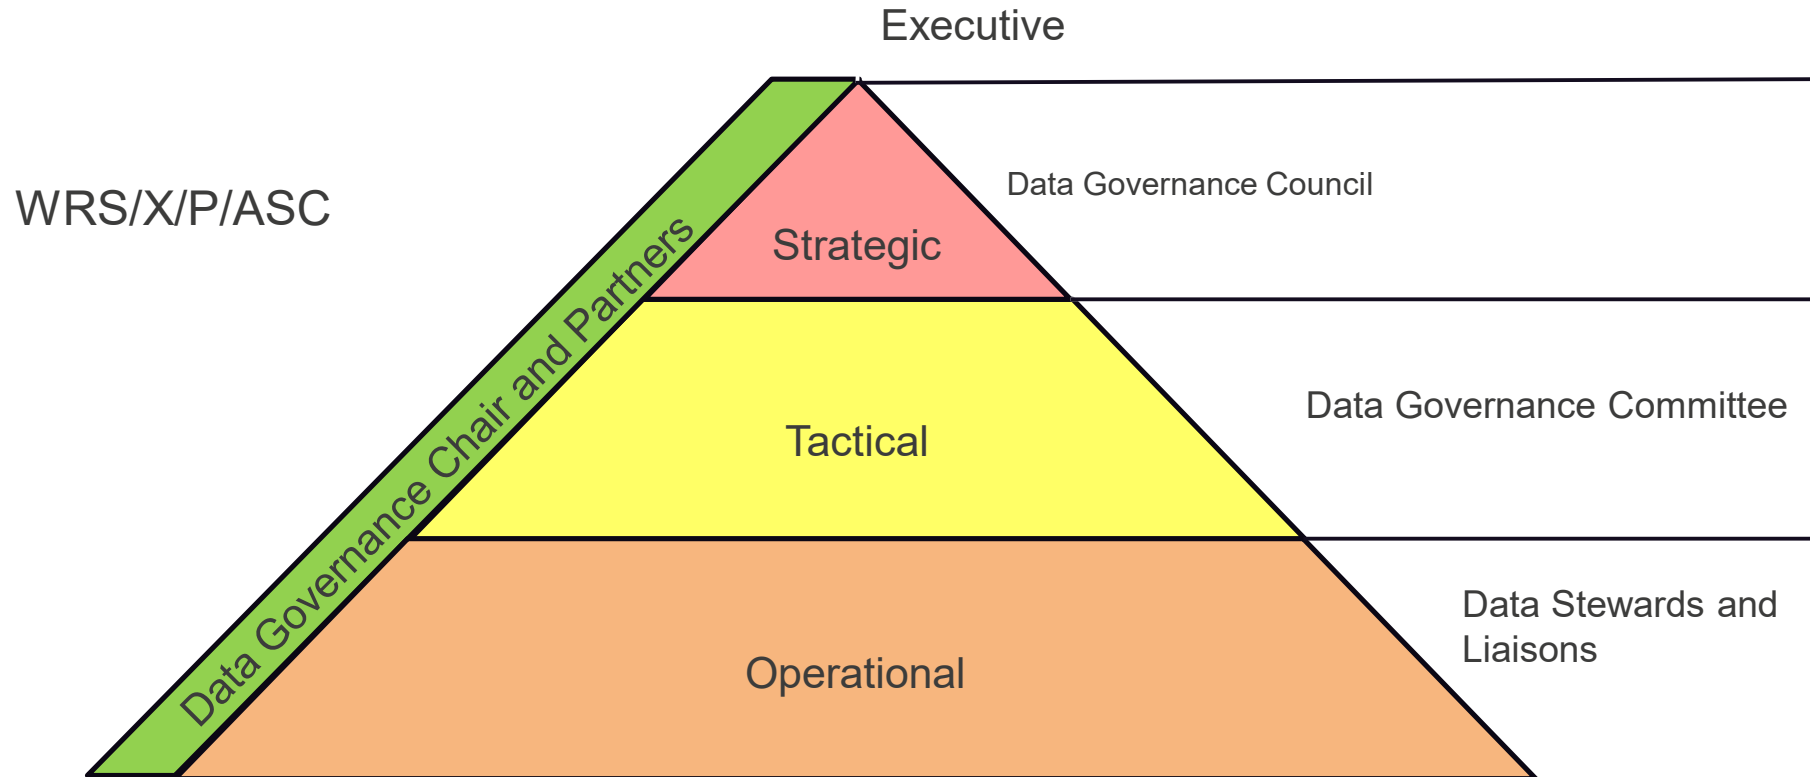 Executive
WRS/X/P/ASC
Data Governance Chair and Partners
Strategic
Data Governance Council
Tactical
Data Governance Committee
Operational
Data Stewards and
Liaisons